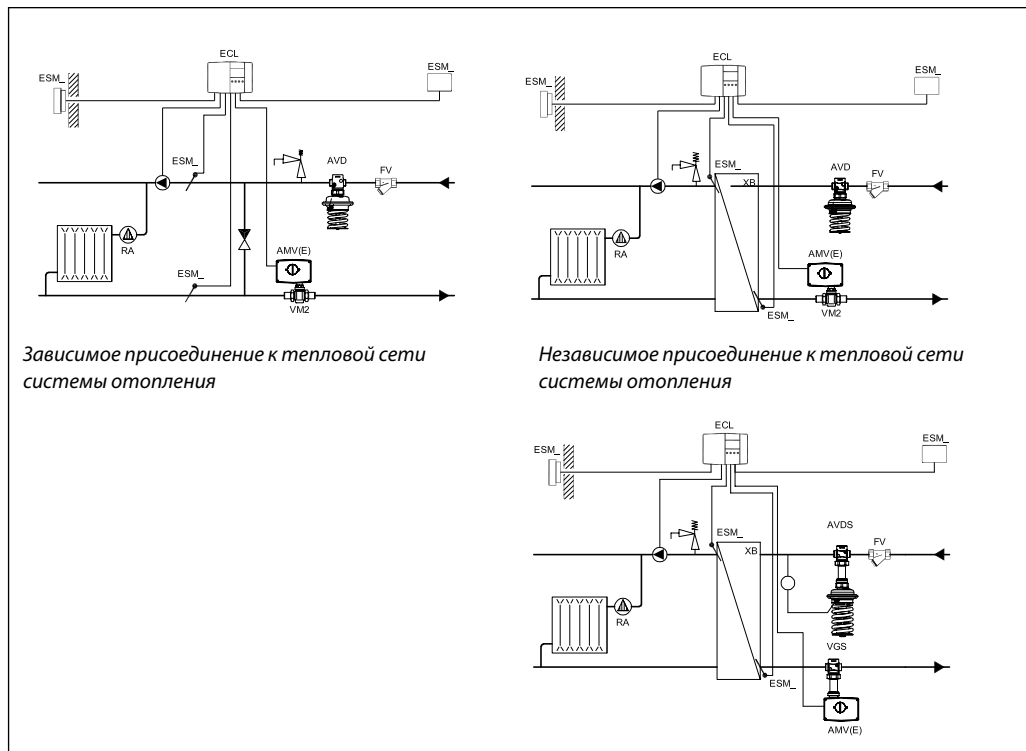 ECL
ESM_
ESM_
ESM_
AVD
FV
RA
AMV(E)
ESM_
VM2
Зависимое присоединение к тепловой сети
системы отопления
ECL
ESM_
ESM_
ESM_
XB
AVD
FV
RA
AMV(E)
ESM_
VM2
Независимое присоединение к тепловой сети
системы отопления
ECL
ESM_
ESM_
ESM_
XB
AVDS
FV
RA
VGS
ESM_
AMV(E)